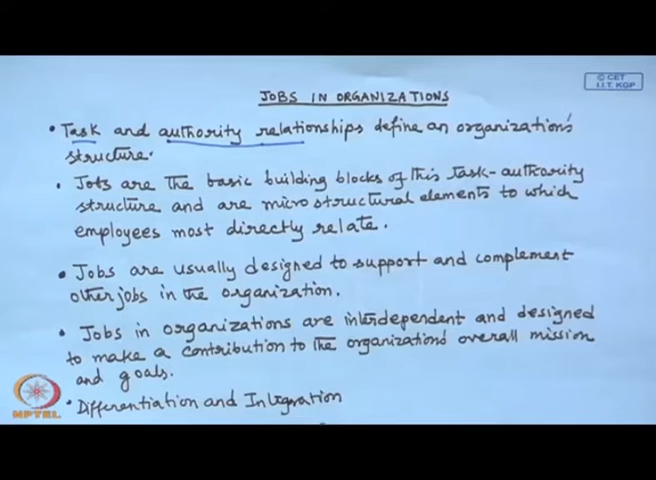 © CET
I.I.T. KGP
JOBS IN ORGANIZATIONS
• Task and authority relationships define an organization's
structure.
• Jobs are the basic building blocks of this task-authority
structure and are micro structural elements to which
employees most directly relate.
• Jobs are usually designed to support and complement
other jobs in the organization.
• Jobs in organizations are interdependent and designed
to make a contribution to the organization's overall mission
and goals.
• Differentiation and Integration
NPTEL